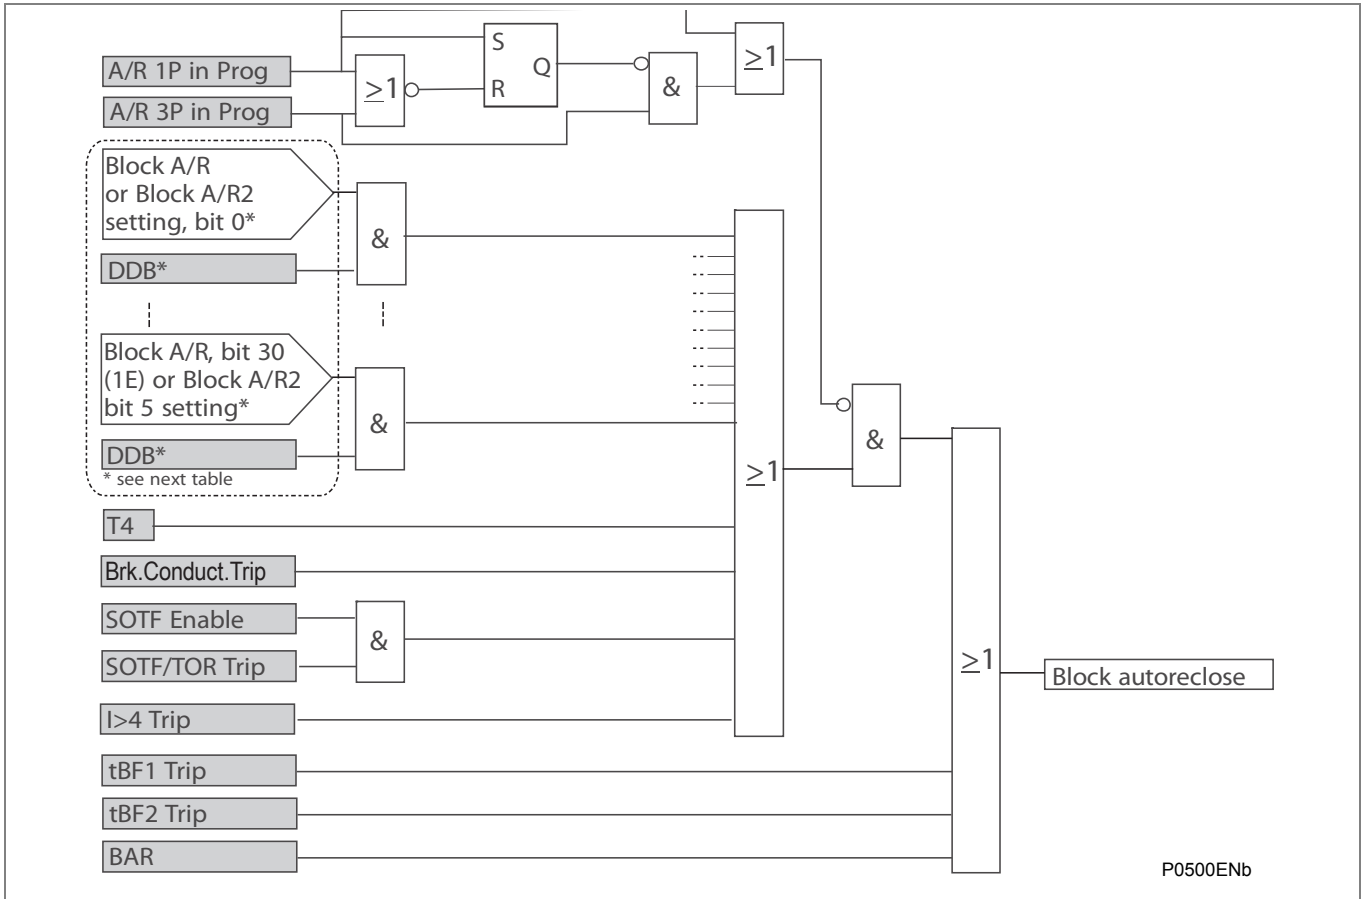 S
Q
R
≥1
&
≥1
A/R 1P in Prog
A/R 3P in Prog
Block A/R
or Block A/R2
setting, bit 0*
&
DDB*
Block A/R, bit 30
(1E) or Block A/R2
bit 5 setting*
&
DDB*
* see next table
≥1
&
T4
Brk.Conduct.Trip
SOTF Enable
&
SOTF/TOR Trip
≥1
Block autoreclose
I>4 Trip
tBF1 Trip
tBF2 Trip
BAR
P0500ENb